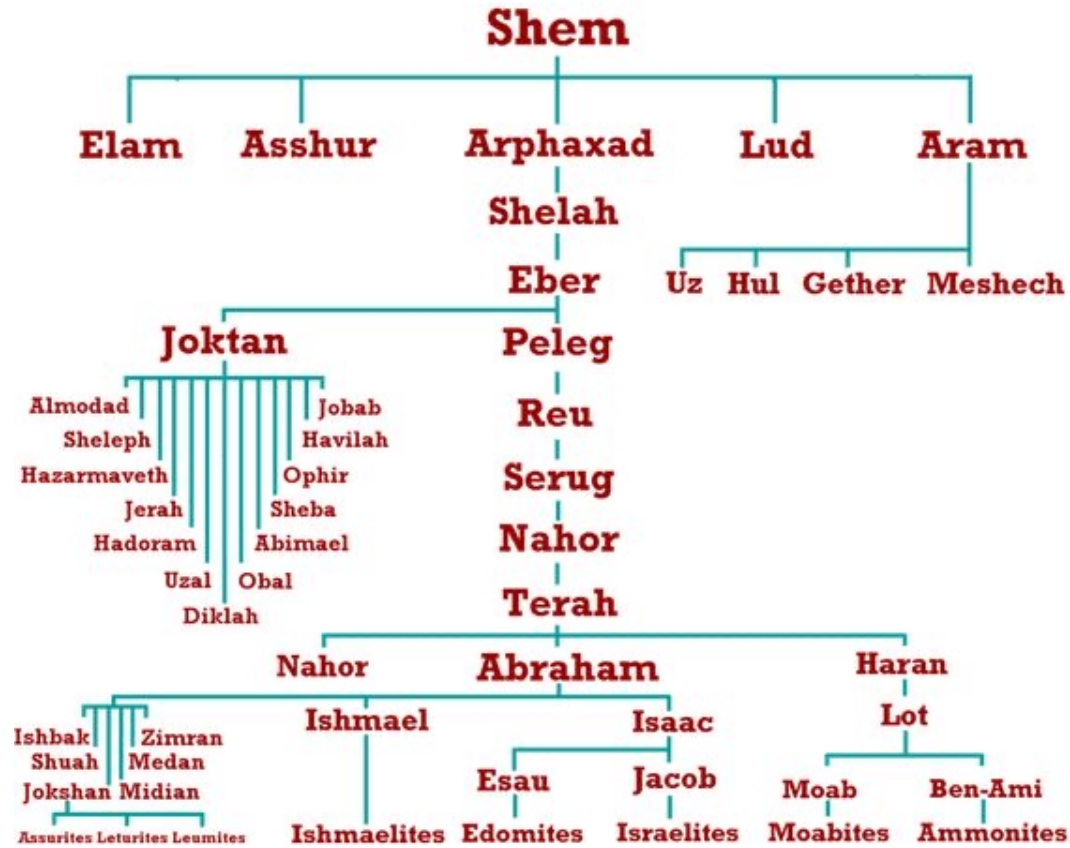 Shem
Elam Asshur Arphaxad Lud Aram
Shelah
Eber
Uz Hul Gether Meshech
Joktan Peleg
Almodad Jobab
Reu
Sheleph Havilah
Hazarmaveth Ophir
Serug
Jerah Sheba
Hadoram Abimael
Nahor
Uzal Obal
Terah
Diklah
Nahor Abraham Haran
Ishmael Isaac Lot
Ishbak Zimran
Shuah Medan
Esau Jacob
Jokshan Midian
Moab Ben-Ami
Assurites Leturites Leumites Ishmaelites Edomites Israelites Moabites Ammonites